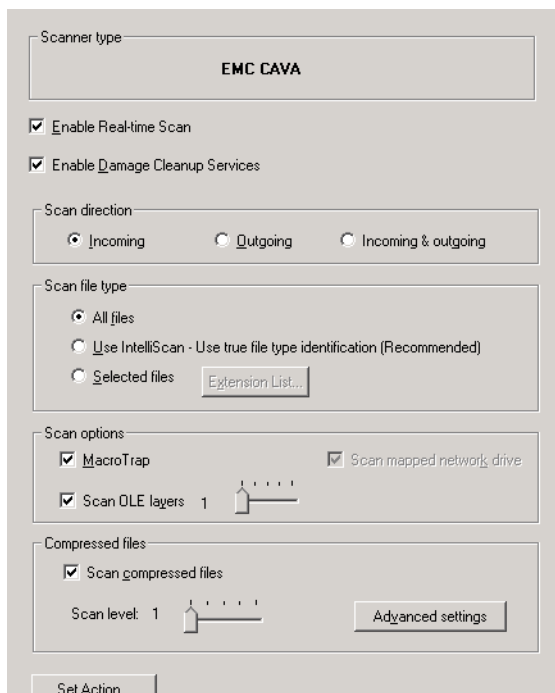 Scanner type
EMC CAVA
Enable Real-time Scan
Enable Damage Cleanup Services
Scan direction
Incoming Outgoing Incoming & outgoing
Scan file type
All files
Use IntelliScan - Use true file type identification (Recommended)
Selected files Extension List...
Scan options
MacroTrap Scan mapped network drive
Scan OLE layers 1
Compressed files
Scan compressed files
Scan level: 1 Advanced settings
Set Action...